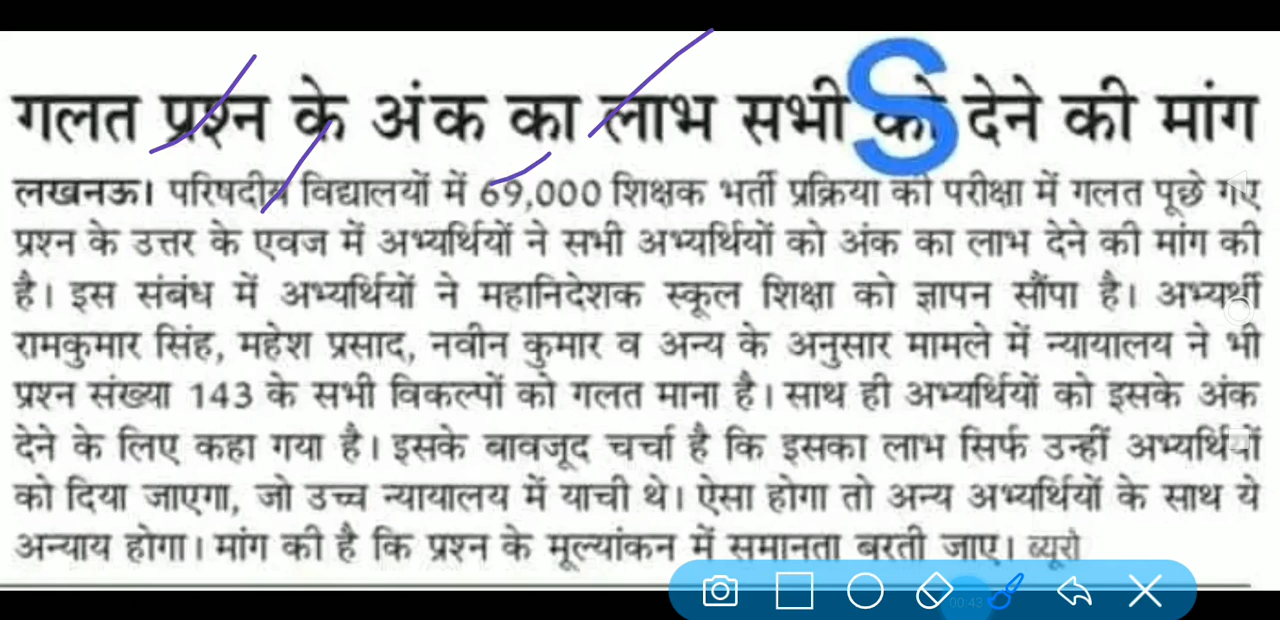 गलत प्रश्न के अंक का लाभ सभी को देने की मांग
S
लखनऊ। परिषदीय विद्यालयों में 69,000 शिक्षक भर्ती प्रक्रिया की परीक्षा में गलत पूछे गए
प्रश्न के उत्तर के एवज में अभ्यर्थियों ने सभी अभ्यर्थियों को अंक का लाभ देने की मांग की
है। इस संबंध में अभ्यर्थियों ने महानिदेशक स्कूल शिक्षा को ज्ञापन सौंपा है। अभ्यर्थी
रामकुमार सिंह, महेश प्रसाद, नवीन कुमार व अन्य के अनुसार मामले में न्यायालय ने भी
प्रश्न संख्या 143 के सभी विकल्पों को गलत माना है। साथ ही अभ्यर्थियों को इसके अंक
देने के लिए कहा गया है। इसके बावजूद चर्चा है कि इसका लाभ सिर्फ उन्हीं अभ्यर्थियों
को दिया जाएगा, जो उच्च न्यायालय में याची थे। ऐसा होगा तो अन्य अभ्यर्थियों के साथ ये
अन्याय होगा। मांग की है कि प्रश्न के मूल्यांकन में समानता बरती जाए। ब्यूरो
00:43